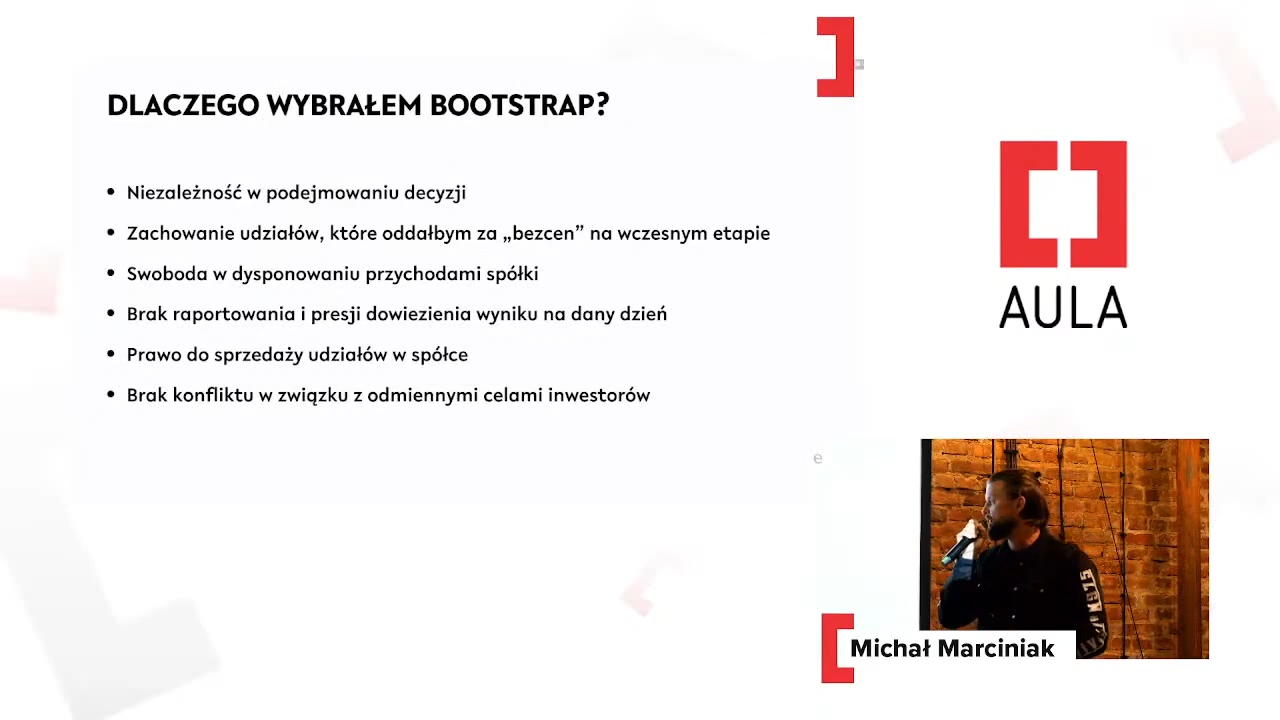 DLACZEGO WYBRAŁEM BOOTSTRAP?
• Niezależność w podejmowaniu decyzji
• Zachowanie udziałów, które oddałbym za „bezcen” na wczesnym etapie
• Swoboda w dysponowaniu przychodami spółki
• Brak raportowania i presji dowiezienia wyniku na dany dzień
• Prawo do sprzedaży udziałów w spółce
• Brak konfliktu w związku z odmiennymi celami inwestorów
AULA
e
Michał Marciniak